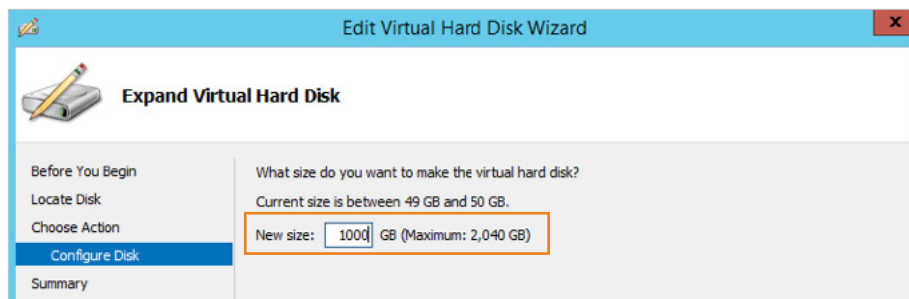 Edit Virtual Hard Disk Wizard
x
Expand Virtual Hard Disk
Before You Begin
Locate Disk
Choose Action
Configure Disk
Summary
What size do you want to make the virtual hard disk?
Current size is between 49 GB and 50 GB.
New size: 1000 GB (Maximum: 2,040 GB)